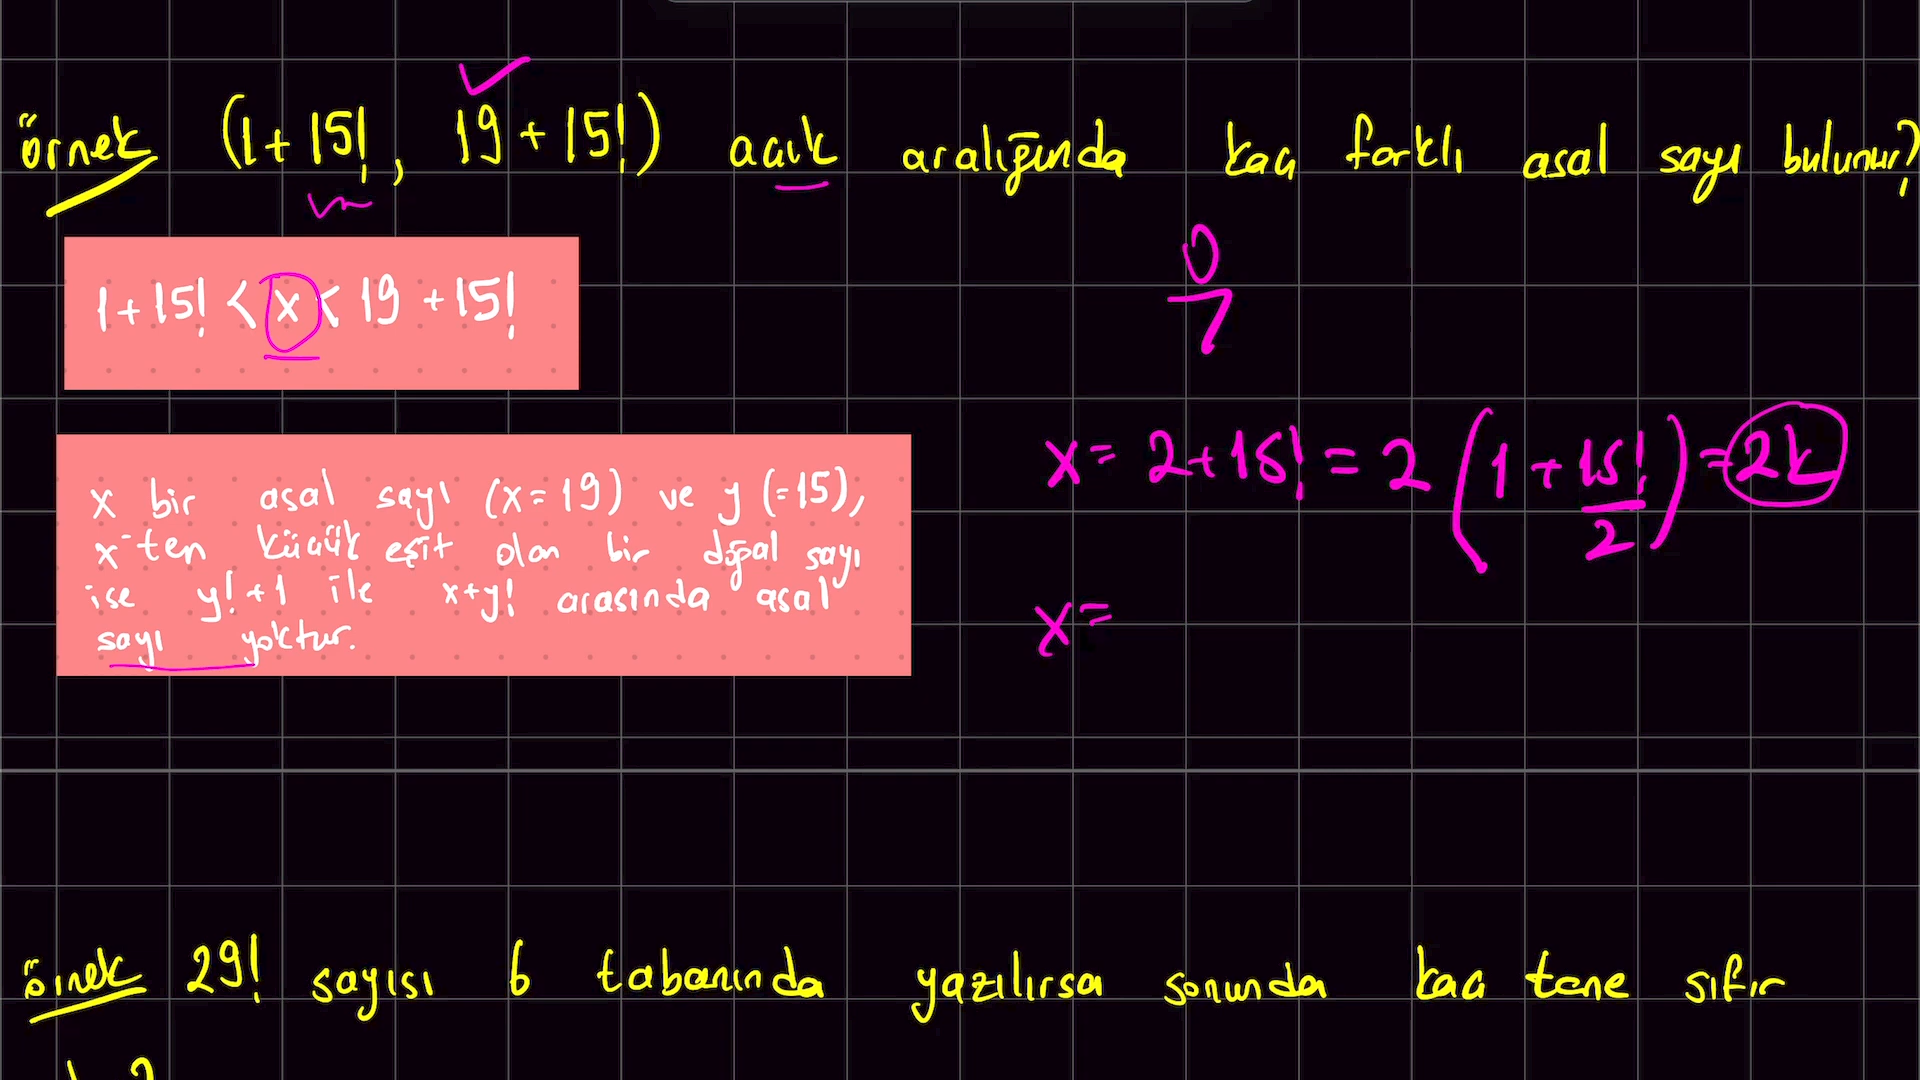 örnek (1+15!, 19+15!) açık aralığında kaç farklı asal sayı bulunur?
1+15! < x < 19+15!
0
x bir asal sayı (x=19) ve y (=15),
x'ten küçük eşit olan bir doğal sayı
ise y!+1 ile x+y! arasında asal
sayı yoktur.
x = 2+15! = 2 (1 + 15!/2) = 2k
x =
örnek 29! sayısı 6 tabanında yazılırsa sonunda kaç tane sıfır